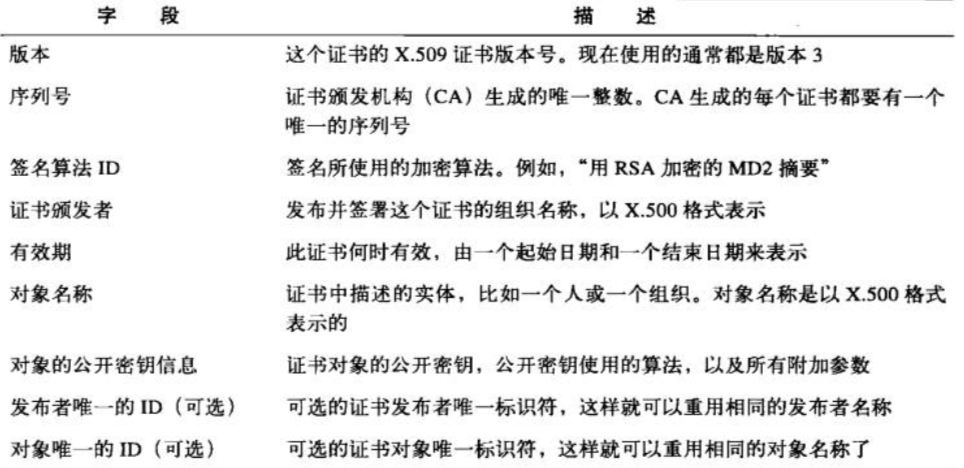 字 段 描 述
版本 这个证书的 X.509 证书版本号。现在使用的通常都是版本 3
序列号 证书颁发机构（CA）生成的唯一整数。CA 生成的每个证书都要有一个
唯一的序列号
签名算法 ID 签名所使用的加密算法。例如，“用 RSA 加密的 MD2 摘要”
证书颁发者 发布并签署这个证书的组织名称，以 X.500 格式表示
有效期 此证书何时有效，由一个起始日期和一个结束日期来表示
对象名称 证书中描述的实体，比如一个人或一个组织。对象名称是以 X.500 格式
表示的
对象的公开密钥信息 证书对象的公开密钥，公开密钥使用的算法，以及所有附加参数
发布者唯一的 ID（可选） 可选的证书发布者唯一标识符，这样就可以重用相同的发布者名称
对象唯一的 ID（可选） 可选的证书对象唯一标识符，这样就可以重用相同的对象名称了